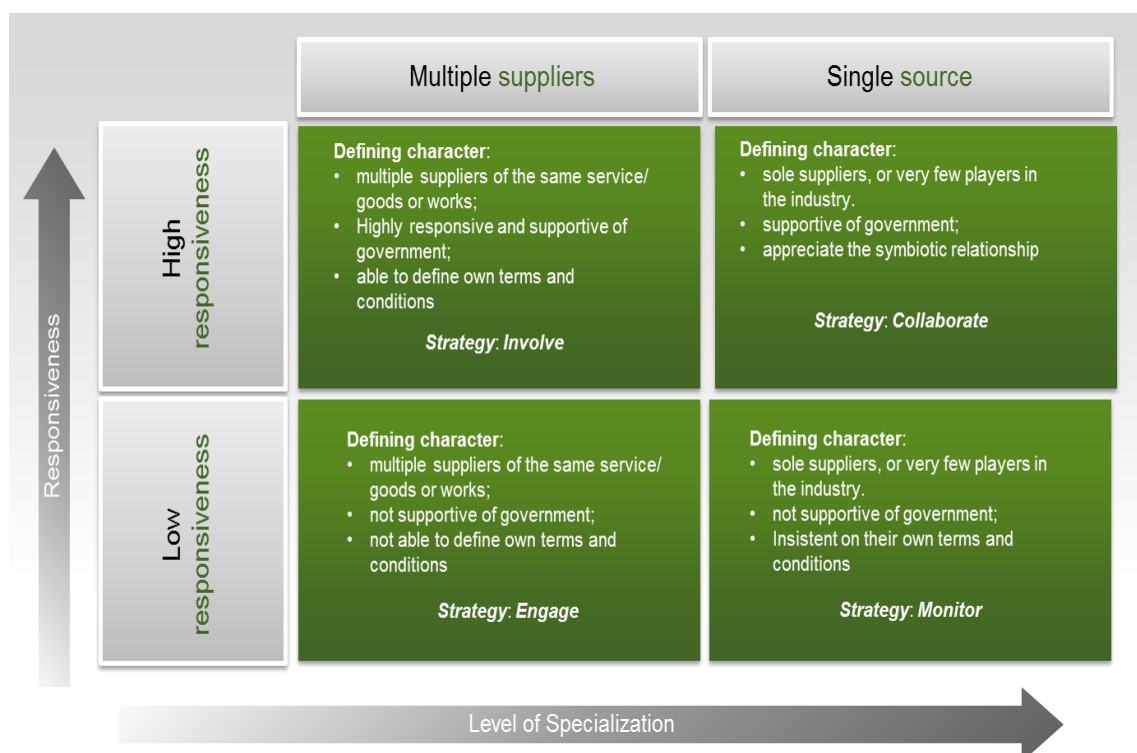 Multiple suppliers
Single source
Responsiveness
High
responsiveness
Defining character:
• multiple suppliers of the same service/
goods or works;
• Highly responsive and supportive of
government;
• able to define own terms and
conditions
Strategy: Involve
Defining character:
• sole suppliers, or very few players in
the industry.
• supportive of government;
• appreciate the symbiotic relationship
Strategy: Collaborate
Low
responsiveness
Defining character:
• multiple suppliers of the same service/
goods or works;
• not supportive of government;
• not able to define own terms and
conditions
Strategy: Engage
Defining character:
• sole suppliers, or very few players in
the industry.
• not supportive of government;
• Insistent on their own terms and
conditions
Strategy: Monitor
Level of Specialization